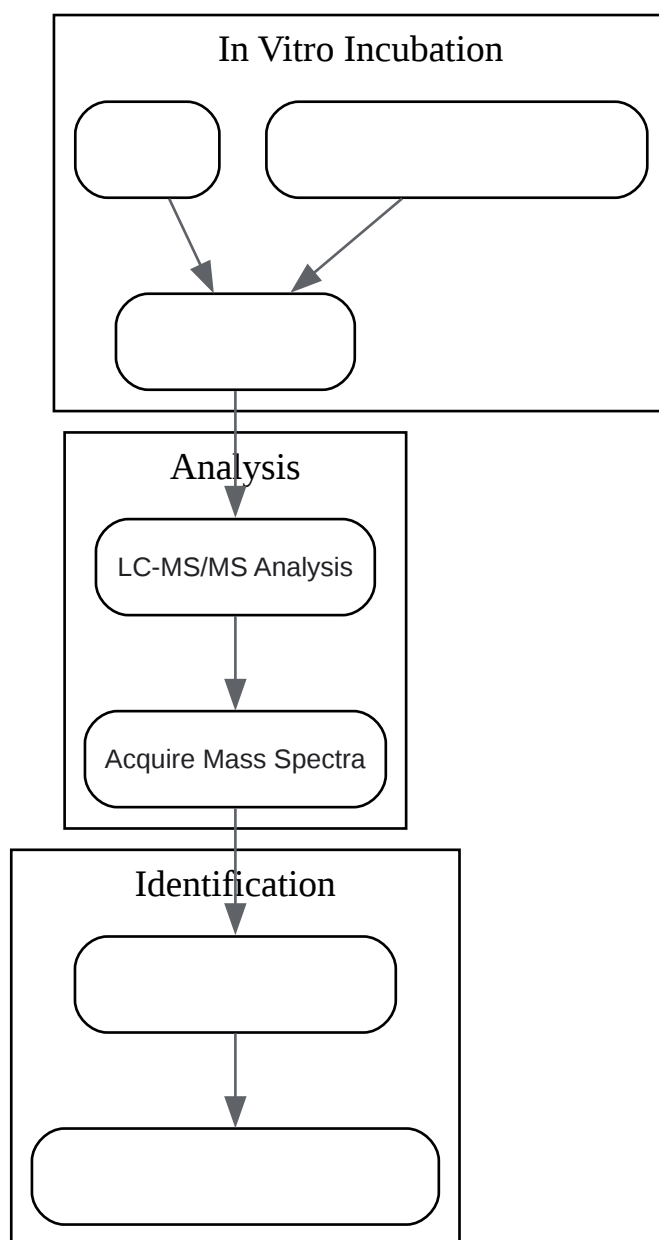 In Vitro Incubation
Analysis
LC-MS/MS Analysis
Acquire Mass Spectra
Identification